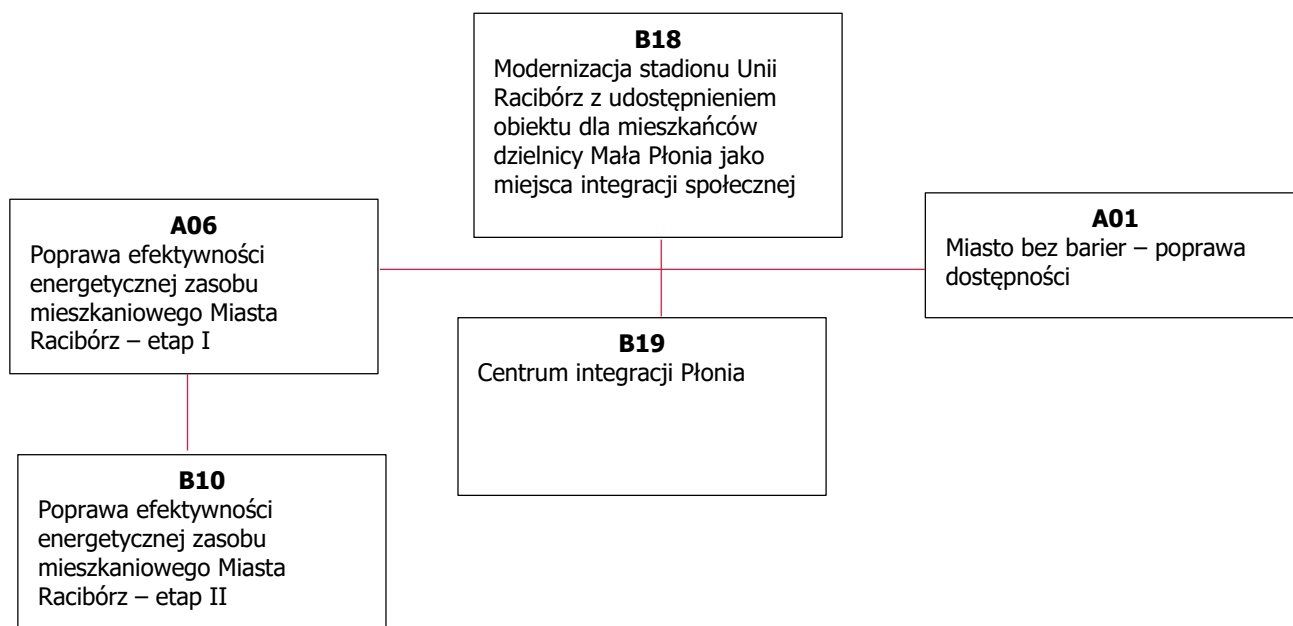 B18
Modernizacja stadionu Unii
Racibórz z udostępnieniem
obiektu dla mieszkańców
dzielnicy Mała Płonia jako
miejsca integracji społecznej
A06
Poprawa efektywności
energetycznej zasobu
mieszkaniowego Miasta
Racibórz – etap I
A01
Miasto bez barier – poprawa
dostępności
B19
Centrum integracji Płonia
B10
Poprawa efektywności
energetycznej zasobu
mieszkaniowego Miasta
Racibórz – etap II